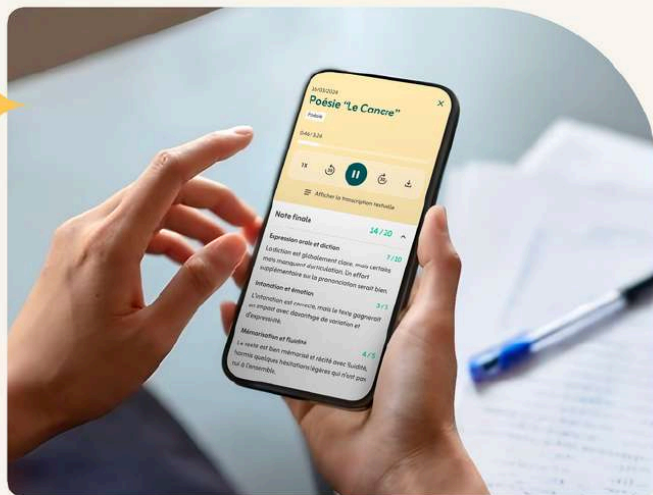 Poésie "Le Cancre"
Poésie
0:46/3:24
1X
Afficher la transcription textuelle
Note finale
14 / 20
Expression orale et diction
7 / 10
La diction est globalement claire, mais certains
mots manquent d'articulation. Un effort
supplémentaire sur la prononciation serait bien.
Intonation et émotion
3 / 5
L'intonation est correcte, mais le texte gagnerait
en impact avec davantage de variation et
d'expressivité.
Mémorisation et fluidité
4 / 5
Le texte est bien mémorisé et récité avec fluidité,
hormis quelques hésitations légères qui n'ont pas
nui à l'ensemble.